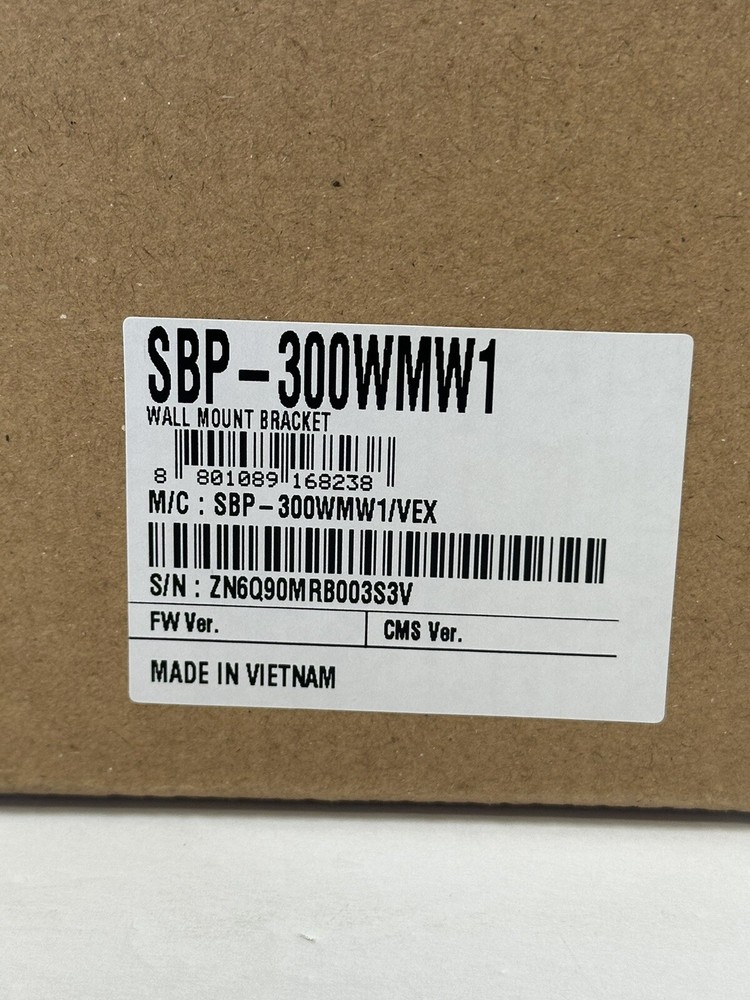 SBP-300WMW1
WALL MOUNT BRACKET
8 801089 168238
M/C : SBP-300WMW1/VEX
S/N : ZN6Q90MRB003S3V
FW Ver.
CMS Ver.
MADE IN VIETNAM